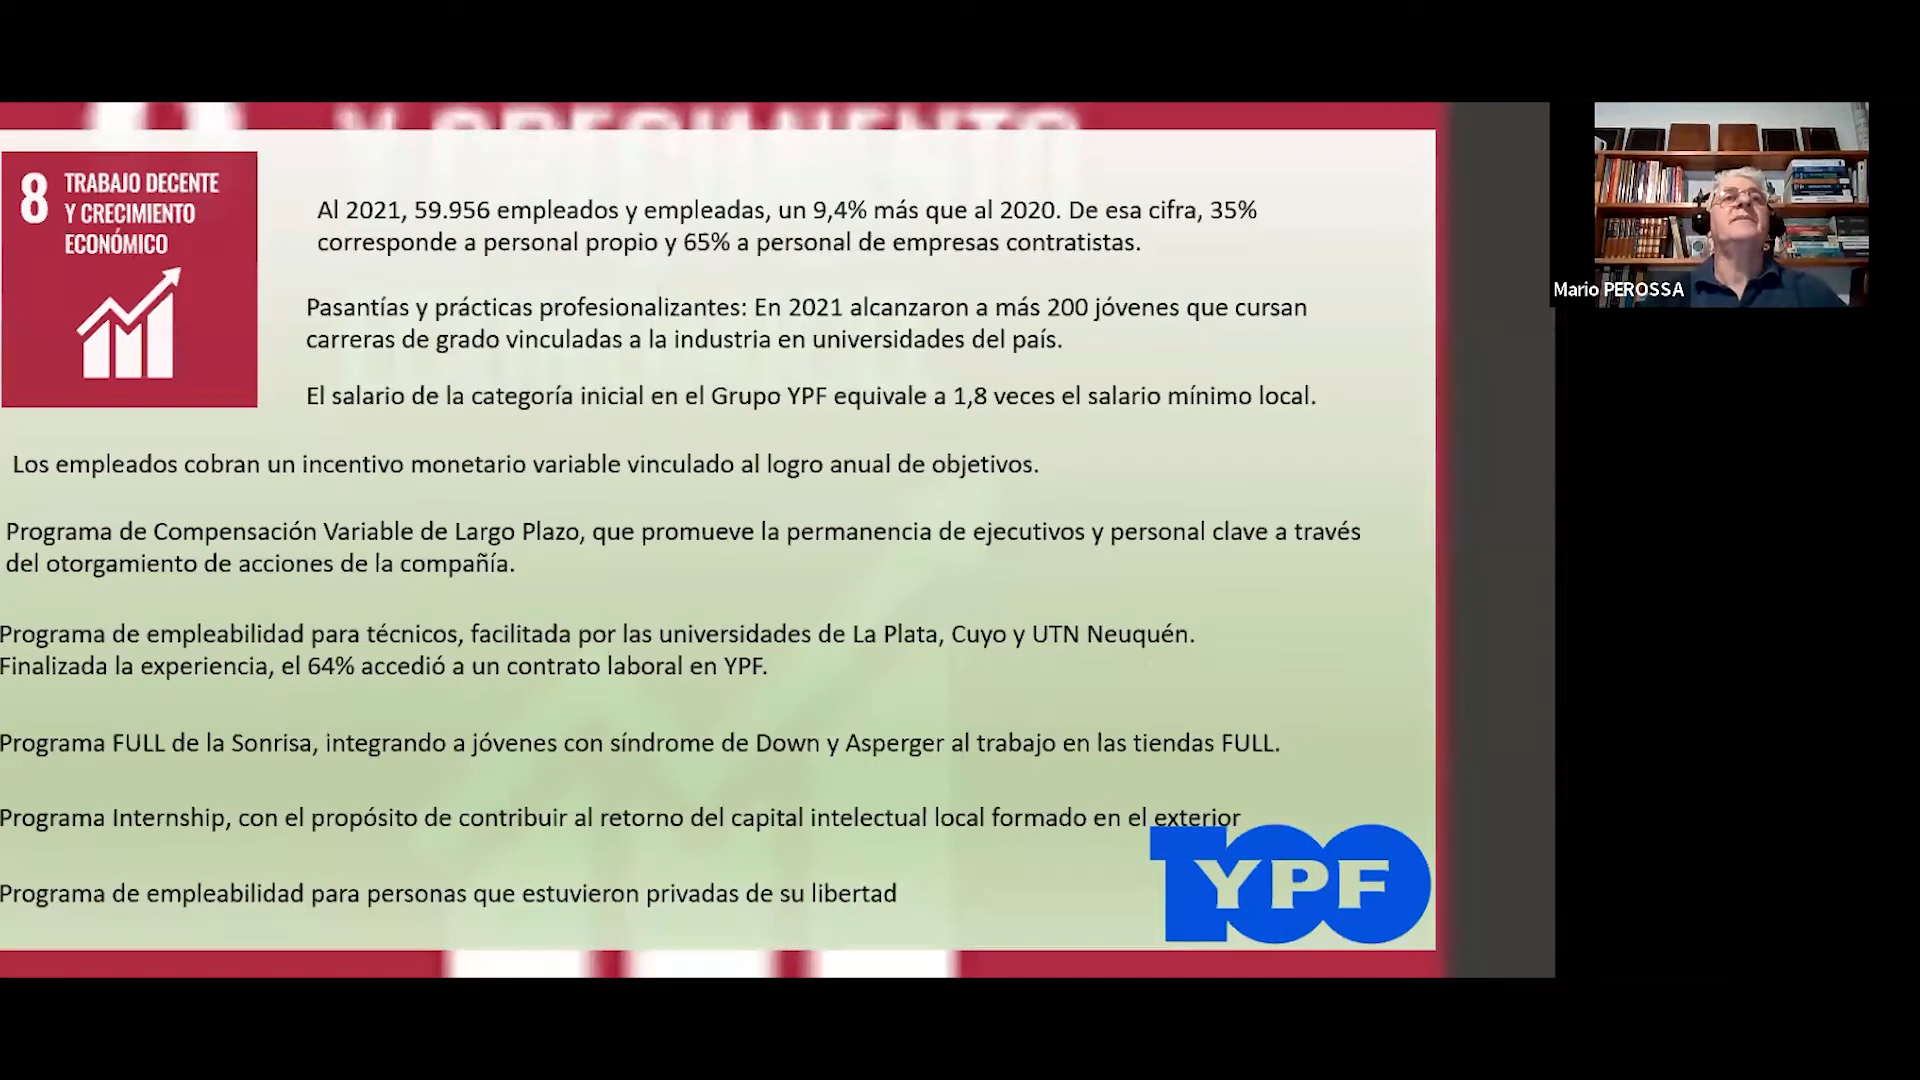 Y CRECIMIENTO
8 TRABAJO DECENTE
Y CRECIMIENTO
ECONÓMICO
Al 2021, 59.956 empleados y empleadas, un 9,4% más que al 2020. De esa cifra, 35%
corresponde a personal propio y 65% a personal de empresas contratistas.
Pasantías y prácticas profesionalizantes: En 2021 alcanzaron a más 200 jóvenes que cursan
carreras de grado vinculadas a la industria en universidades del país.
El salario de la categoría inicial en el Grupo YPF equivale a 1,8 veces el salario mínimo local.
Los empleados cobran un incentivo monetario variable vinculado al logro anual de objetivos.
Programa de Compensación Variable de Largo Plazo, que promueve la permanencia de ejecutivos y personal clave a través
del otorgamiento de acciones de la compañía.
Programa de empleabilidad para técnicos, facilitada por las universidades de La Plata, Cuyo y UTN Neuquén.
Finalizada la experiencia, el 64% accedió a un contrato laboral en YPF.
Programa FULL de la Sonrisa, integrando a jóvenes con síndrome de Down y Asperger al trabajo en las tiendas FULL.
Programa Internship, con el propósito de contribuir al retorno del capital intelectual local formado en el exterior
Programa de empleabilidad para personas que estuvieron privadas de su libertad
100
YPF
Mario PEROSSA